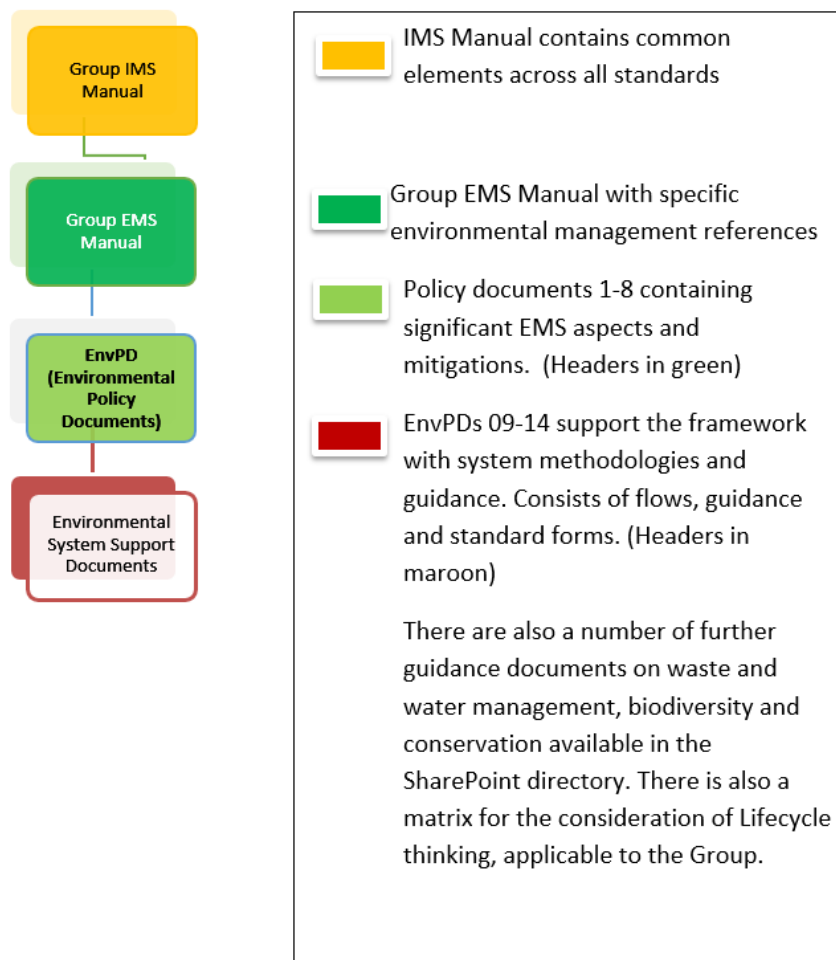 Group IMS
Manual
Group EMS
Manual
EnvPD
(Environmental
Policy
Documents)
Environmental
System Support
Documents
IMS Manual contains common
elements across all standards
Group EMS Manual with specific
environmental management references
Policy documents 1-8 containing
significant EMS aspects and
mitigations.  (Headers in green)
EnvPDs 09-14 support the framework
with system methodologies and
guidance. Consists of flows, guidance
and standard forms. (Headers in
maroon)
There are also a number of further
guidance documents on waste and
water management, biodiversity and
conservation available in the
SharePoint directory. There is also a
matrix for the consideration of Lifecycle
thinking, applicable to the Group.